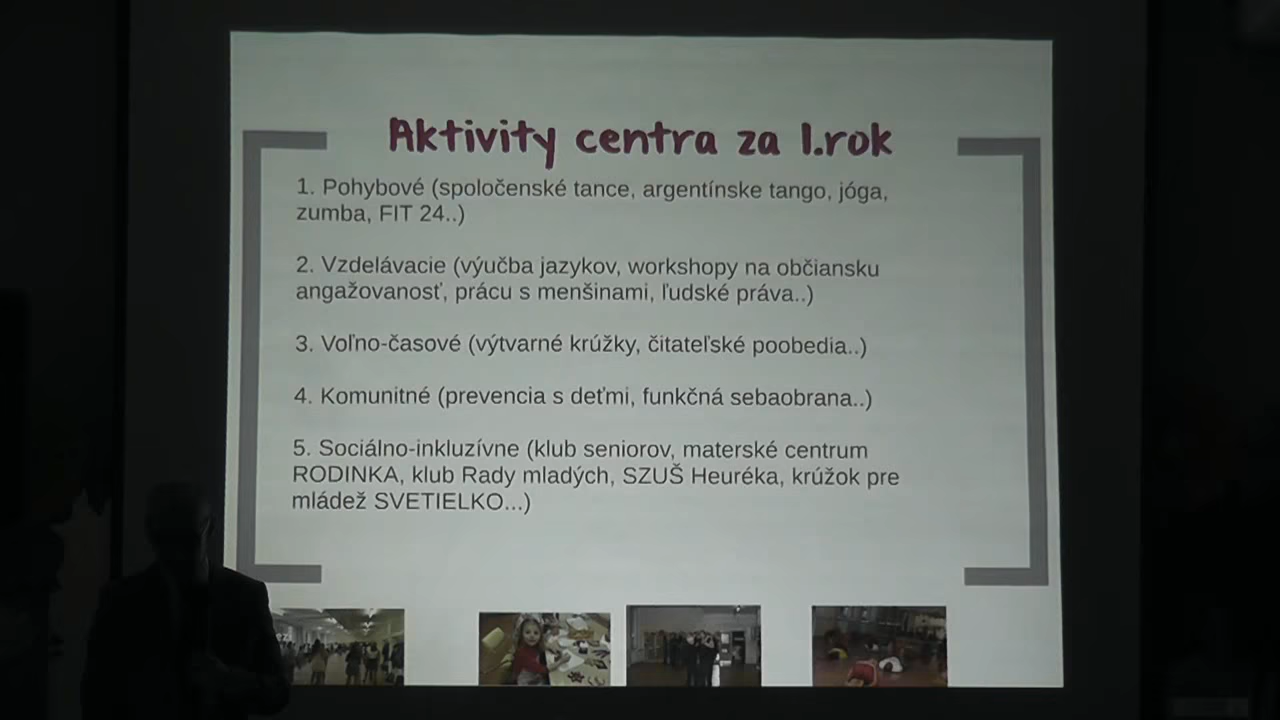 Aktivity centra za 1.rok
1. Pohybové (spoločenské tance, argentínske tango, jóga,
zumba, FIT 24..)
2. Vzdelávacie (výučba jazykov, workshopy na občiansku
angažovanosť, prácu s menšinami, ľudské práva..)
3. Voľno-časové (výtvarné krúžky, čitateľské poobedia..)
4. Komunitné (prevencia s deťmi, funkčná sebaobrana..)
5. Sociálno-inkluzívne (klub seniorov, materské centrum
RODINKA, klub Rady mladých, SZUŠ Heuréka, krúžok pre
mládež SVETIELKO...)